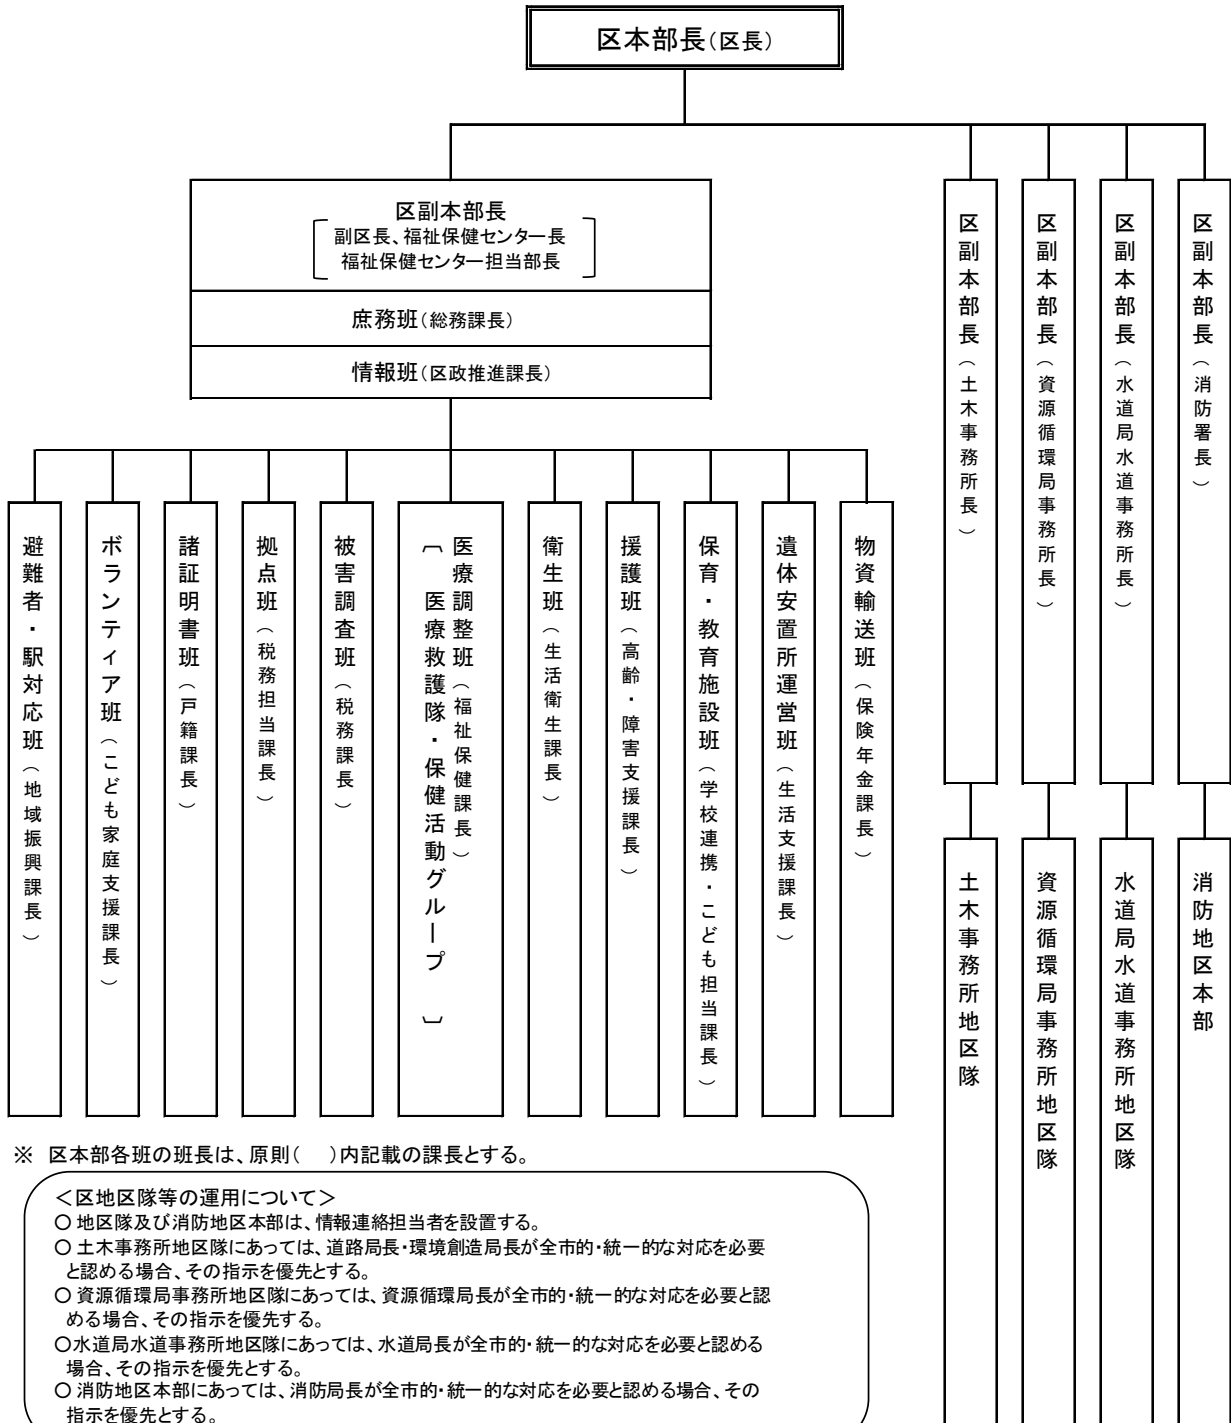 区本部長(区長)
区副本部長
副区長、福祉保健センター長
福祉保健センター担当部長
庶務班(総務課長)
情報班(区政推進課長)
区副本部長(土木事務所長)
区副本部長(資源循環局事務所長)
区副本部長(水道局水道事務所長)
区副本部長(消防署長)
避難者・駅対応班(地域振興課長)
ボランティア班(こども家庭支援課長)
諸証明書班(戸籍課長)
拠点班(税務担当課長)
被害調査班(税務課長)
医療調整班(福祉保健課長)
〔医療救護隊・保健活動グループ〕
衛生班(生活衛生課長)
援護班(高齢・障害支援課長)
保育・教育施設班(学校連携・こども担当課長)
遺体安置所運営班(生活支援課長)
物資輸送班(保険年金課長)
土木事務所地区隊
資源循環局事務所地区隊
水道局水道事務所地区隊
消防地区本部
※ 区本部各班の班長は、原則( )内記載の課長とする。
<区地区隊等の運用について>
○ 地区隊及び消防地区本部は、情報連絡担当者を設置する。
○ 土木事務所地区隊にあっては、道路局長・環境創造局長が全市的・統一的な対応を必要
と認める場合、その指示を優先とする。
○ 資源循環局事務所地区隊にあっては、資源循環局長が全市的・統一的な対応を必要と認
める場合、その指示を優先する。
○水道局水道事務所地区隊にあっては、水道局長が全市的・統一的な対応を必要と認める
場合、その指示を優先とする。
○ 消防地区本部にあっては、消防局長が全市的・統一的な対応を必要と認める場合、その
指示を優先とする。